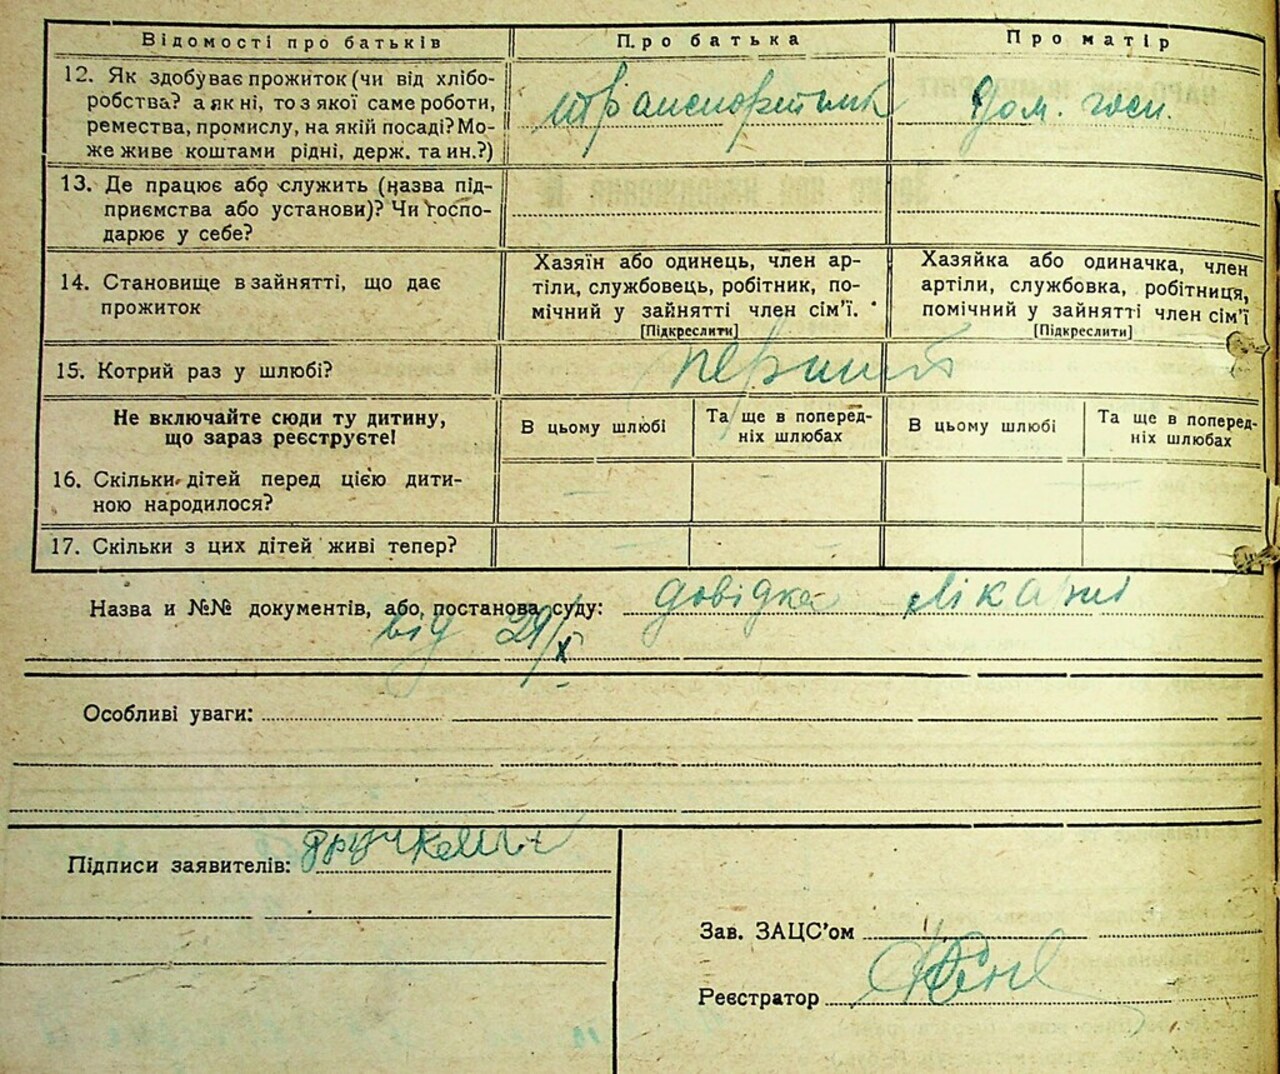 Відомості про батьків Про батька Про матір
12. Як здобуває прожиток (чи від хлібо-
робства? а як ні, то з якої саме роботи,
ремества, промислу, на якій посаді? Мо-
же живе коштами рідні, держ. та ин.?)
транспортник дом. госп.
13. Де працює або служить (назва під-
приємства або установи)? Чи госпо-
дарює у себе?
14. Становище в зайнятті, що дає
прожиток
Хазяїн або одинець, член ар-
тіли, службовець, робітник, по-
мічний у зайнятті член сім'ї.
[Підкреслити]
Хазяйка або одиначка, член
артіли, службовка, робітниця,
помічний у зайнятті член сім'ї
[Підкреслити]
15. Котрий раз у шлюбі? перший
Не включайте сюди ту дитину,
що зараз реєструєте!
В цьому шлюбі
Та ще в поперед-
ніх шлюбах
В цьому шлюбі
Та ще в поперед-
ніх шлюбах
16. Скільки дітей перед цією дити-
ною народилося?
17. Скільки з цих дітей живі тепер?
Назва и №№ документів, або постанова суду: довідка лікарні
від 29/X
Особливі уваги:
Підписи заявителів:
Зав. ЗАЦС'ом
Реєстратор